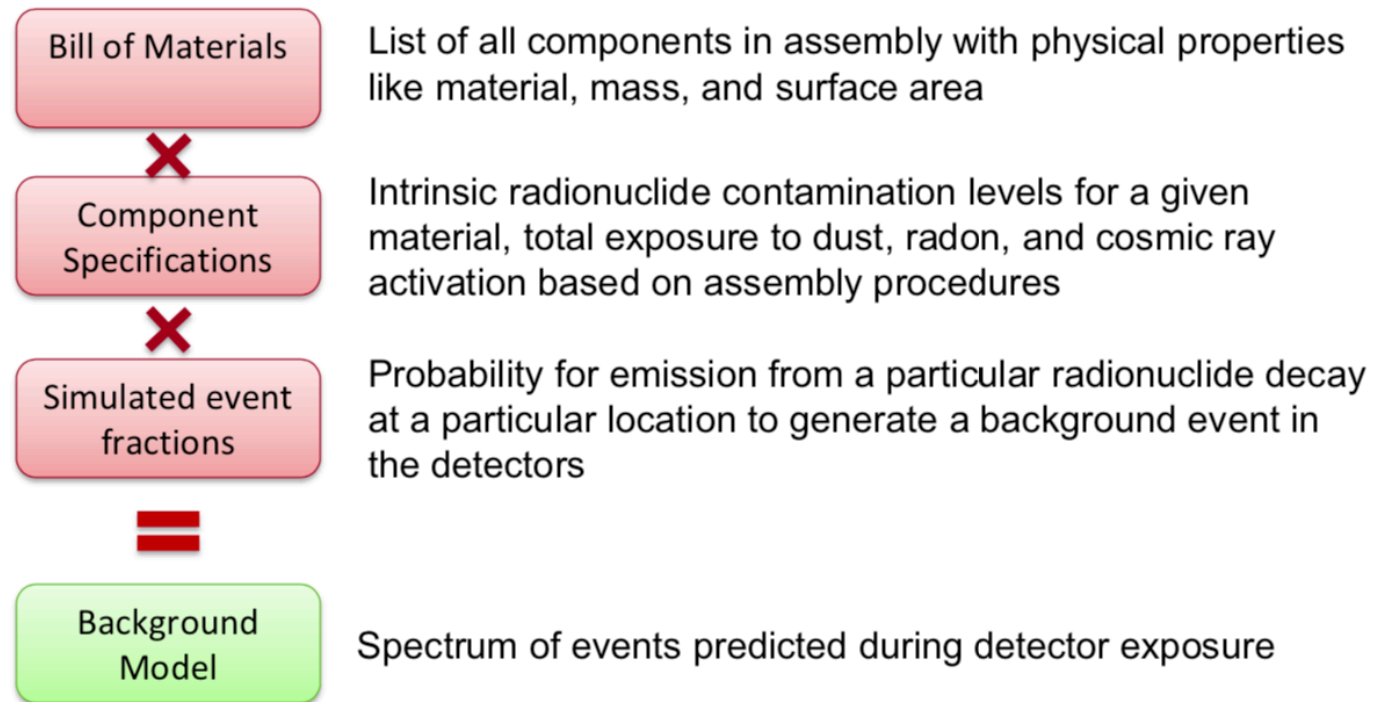 Bill of Materials
List of all components in assembly with physical properties
like material, mass, and surface area
×
Component
Specifications
Intrinsic radionuclide contamination levels for a given
material, total exposure to dust, radon, and cosmic ray
activation based on assembly procedures
×
Simulated event
fractions
Probability for emission from a particular radionuclide decay
at a particular location to generate a background event in
the detectors
=
Background
Model
Spectrum of events predicted during detector exposure